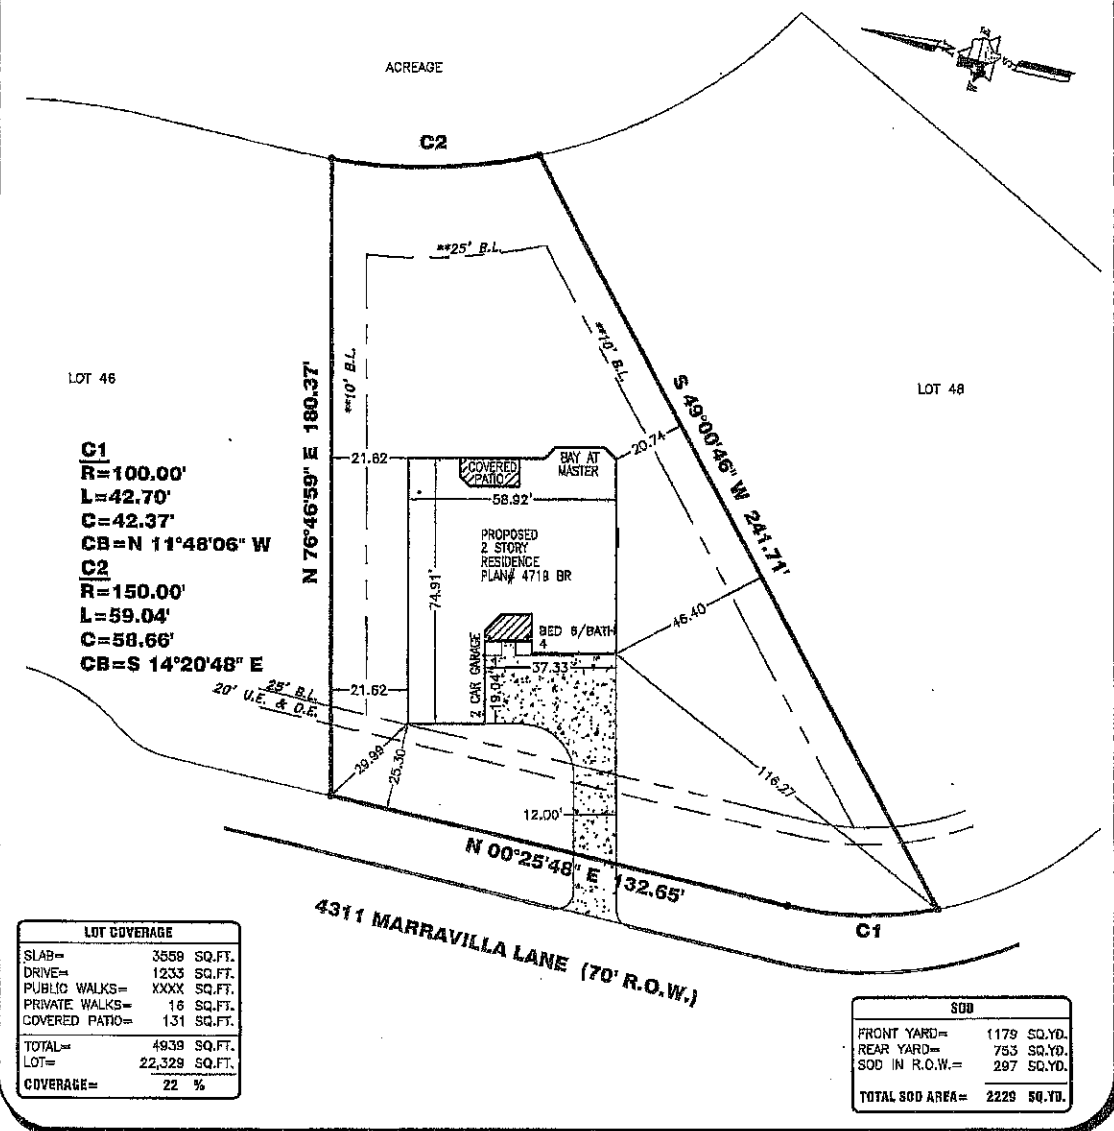 ACREAGE
C2
**25' B.L.
**10' B.L.
**10' B.L.
LOT 46
LOT 48
N 76°46'59" E 180.37'
S 49°00'46" W 241.71'
C1
R=100.00'
L=42.70'
C=42.37'
CB=N 11°48'06" W
C2
R=150.00'
L=59.04'
C=58.66'
CB=S 14°20'48" E
21.62
20.74
COVERED
PATIO
BAY AT
MASTER
58.92'
PROPOSED
2 STORY
RESIDENCE
PLAN# 4719 BR
74.91'
46.40
BED 6/BATH
4
2 CAR GARAGE
37.33'
19.04'
21.62
25' B.L.
20' U.E. & D.E.
29.99
25.30
116.27
12.00'
N 00°25'48" E 132.65'
C1
4311 MARRAVILLA LANE (70' R.O.W.)
LOT COVERAGE
SLAB= 3559 SQ.FT.
DRIVE= 1233 SQ.FT.
PUBLIC WALKS= XXXX SQ.FT.
PRIVATE WALKS= 16 SQ.FT.
COVERED PATIO= 131 SQ.FT.
TOTAL= 4939 SQ.FT.
LOT= 22,329 SQ.FT.
COVERAGE= 22 %
SOD
FRONT YARD= 1179 SQ.YD.
REAR YARD= 753 SQ.YD.
SOD IN R.O.W.= 297 SQ.YD.
TOTAL SOD AREA= 2229 SQ.YD.